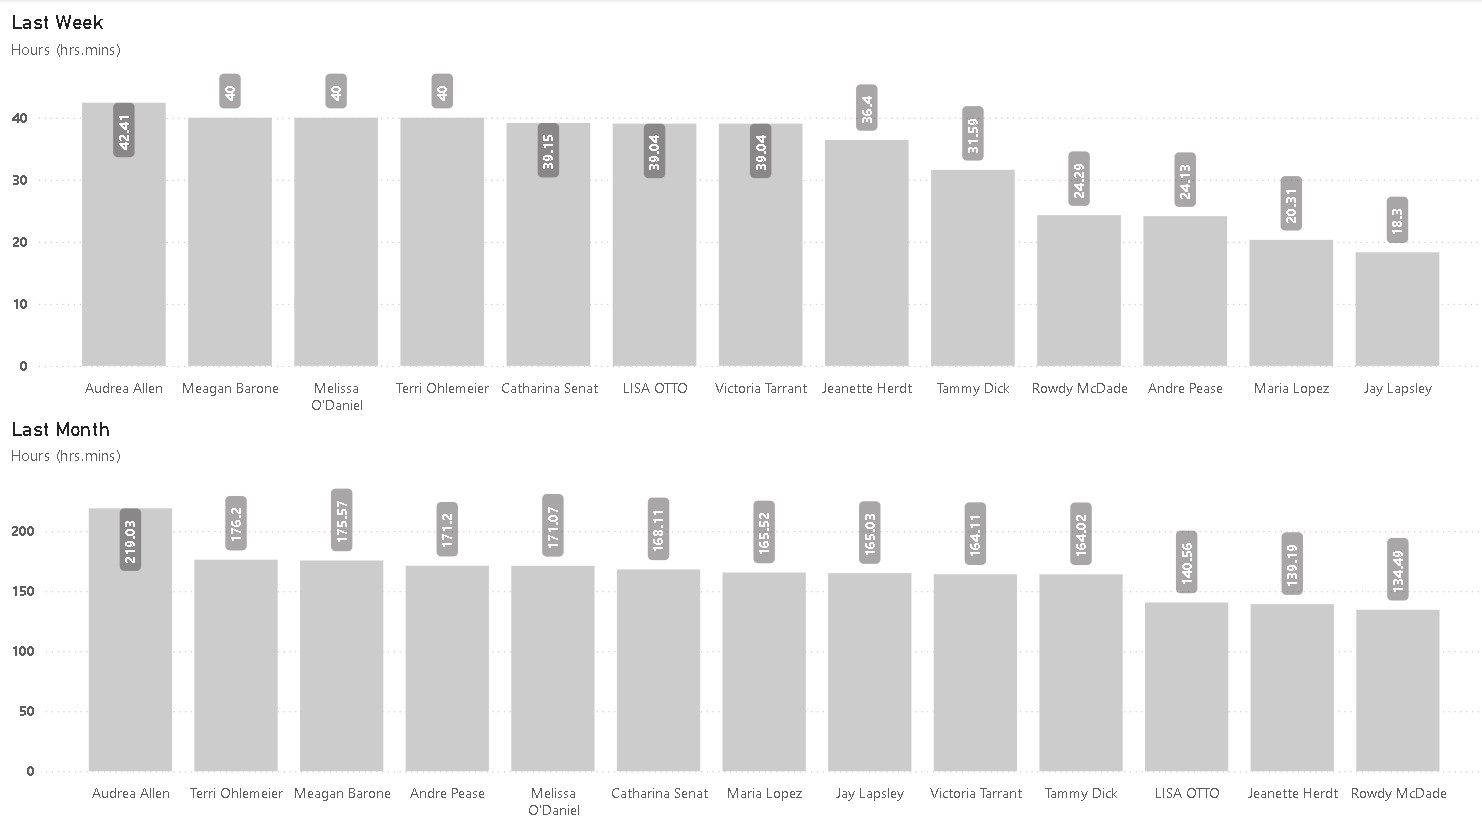 Last Week
Hours (hrs.mins)
40
30
20
10
0
42.41
40
40
40
39.15
39.04
39.04
36.4
31.59
24.29
24.13
20.31
18.3
Audrea Allen
Meagan Barone
Melissa
O'Daniel
Terri Ohlemeier
Catharina Senat
LISA OTTO
Victoria Tarrant
Jeanette Herdt
Tammy Dick
Rowdy McDade
Andre Pease
Maria Lopez
Jay Lapsley
Last Month
Hours (hrs.mins)
200
150
100
50
0
219.03
176.2
175.57
171.2
171.07
168.11
165.52
165.03
164.11
164.02
140.56
139.19
134.49
Audrea Allen
Terri Ohlemeier
Meagan Barone
Andre Pease
Melissa
O'Daniel
Catharina Senat
Maria Lopez
Jay Lapsley
Victoria Tarrant
Tammy Dick
LISA OTTO
Jeanette Herdt
Rowdy McDade